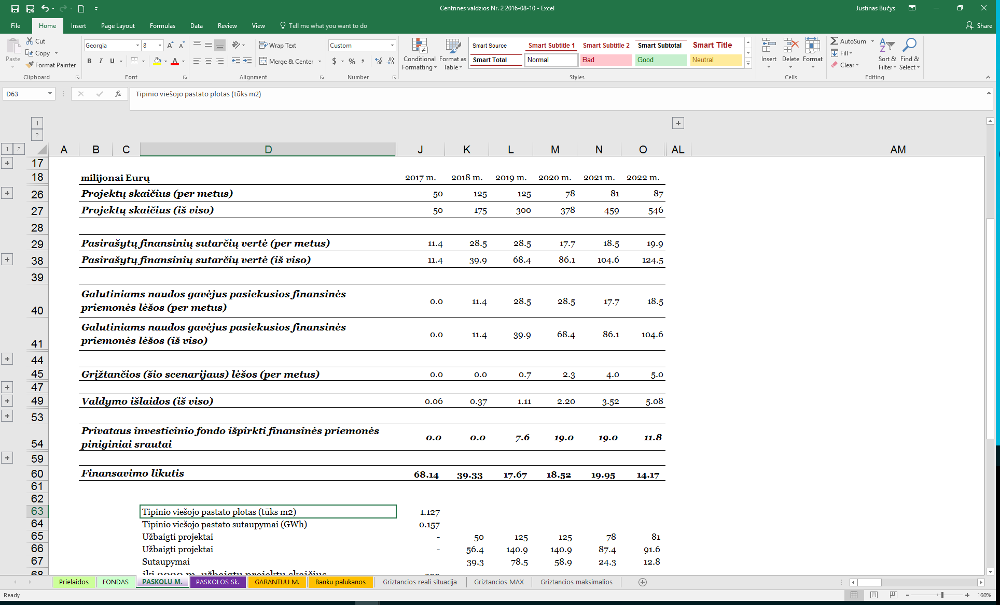 Centrines valdzios Nr. 2 2016-08-10 - Excel
Justinas Bučys
File Home Insert Page Layout Formulas Data Review View Tell me what you want to do Share
Paste Cut Copy Format Painter Clipboard
Georgia 8 A A B I U A Font
Wrap Text Merge & Center Alignment
Custom $ % , Number
Conditional Formatting Format as Table
Smart Source Smart Subtitle 1 Smart Subtitle 2 Smart Subtotal Smart Title
Smart Total Normal Bad Good Neutral
Styles
Insert Delete Format Cells
AutoSum Fill Clear Sort & Filter Find & Select Editing
D63 fx Tipinio viešojo pastato plotas (tūks m2)
1
2
1 2 A B C D J K L M N O AL AM
17
18 milijonai Eurų 2017 m. 2018 m. 2019 m. 2020 m. 2021 m. 2022 m.
26 Projektų skaičius (per metus) 50 125 125 78 81 87
27 Projektų skaičius (iš viso) 50 175 300 378 459 546
28
29 Pasirašytų finansinių sutarčių vertė (per metus) 11.4 28.5 28.5 17.7 18.5 19.9
38 Pasirašytų finansinių sutarčių vertė (iš viso) 11.4 39.9 68.4 86.1 104.6 124.5
39
Galutiniams naudos gavėjus pasiekusios finansinės
40 priemonės lėšos (per metus) 0.0 11.4 28.5 28.5 17.7 18.5
Galutiniams naudos gavėjus pasiekusios finansinės
41 priemonės lėšos (iš viso) 0.0 11.4 39.9 68.4 86.1 104.6
44
45 Grįžtančios (šio scenarijaus) lėšos (per metus) 0.0 0.0 0.7 2.3 4.0 5.0
47
49 Valdymo išlaidos (iš viso) 0.06 0.37 1.11 2.20 3.52 5.08
53
Privataus investicinio fondo išpirkti finansinės priemonės
54 piniginiai srautai 0.0 0.0 7.6 19.0 19.0 11.8
59
60 Finansavimo likutis 68.14 39.33 17.67 18.52 19.95 14.17
61
62
63 Tipinio viešojo pastato plotas (tūks m2) 1.127
64 Tipinio viešojo pastato sutaupymai (GWh) 0.157
65 Užbaigti projektai - 50 125 125 78 81
66 Užbaigti projektai - 56.4 140.9 140.9 87.4 91.6
67 Sutaupymai 39.3 78.5 58.9 24.3 12.8
68 iki 2020 m. užbaigtų projektų skaičius
Prielaidos FONDAS PASKOLU M. PASKOLOS Sk. GARANTIJU M. Banku palukanos Griztancios reali situacija Griztancios MAX Griztancios maksimalios
Ready 160%